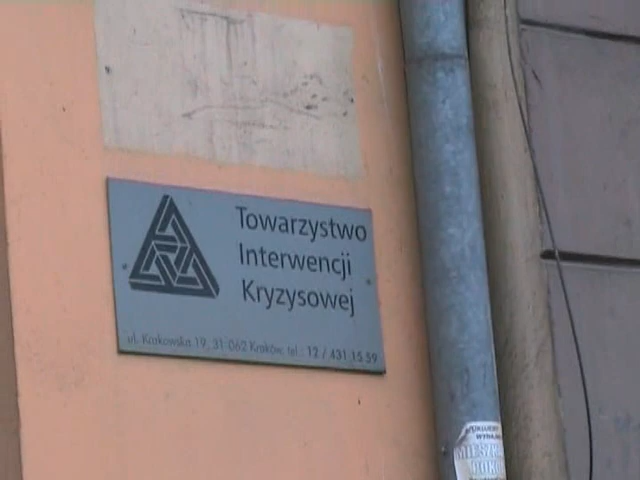 Towarzystwo
Interwencji
Kryzysowej
ul. Krakowska 19, 31-062 Kraków, tel.: 12 / 431 15 59